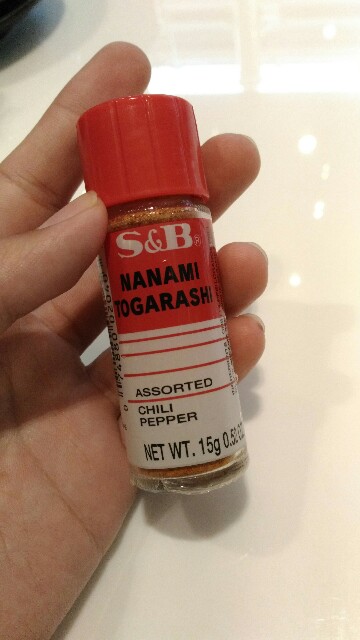 S&B®
NANAMI
TOGARASHI
ASSORTED
CHILI
PEPPER
NET WT. 15g